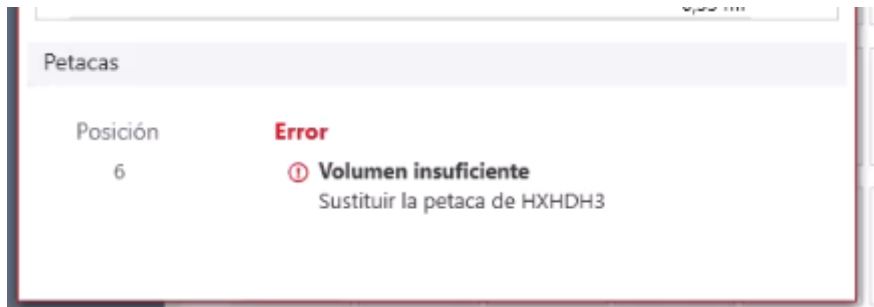 Petacas
Posición Error
6 Volumen insuficiente
Sustituir la petaca de HXHDH3